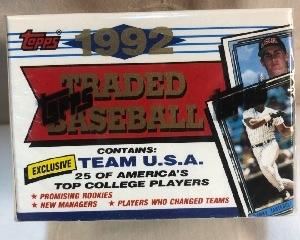 Topps
1992
TRADED
BASEBALL
Topps
CONTAINS:
EXCLUSIVE TEAM U.S.A.
25 OF AMERICA'S
TOP COLLEGE PLAYERS
★ PROMISING ROOKIES
★ NEW MANAGERS ★ PLAYERS WHO CHANGED TEAMS